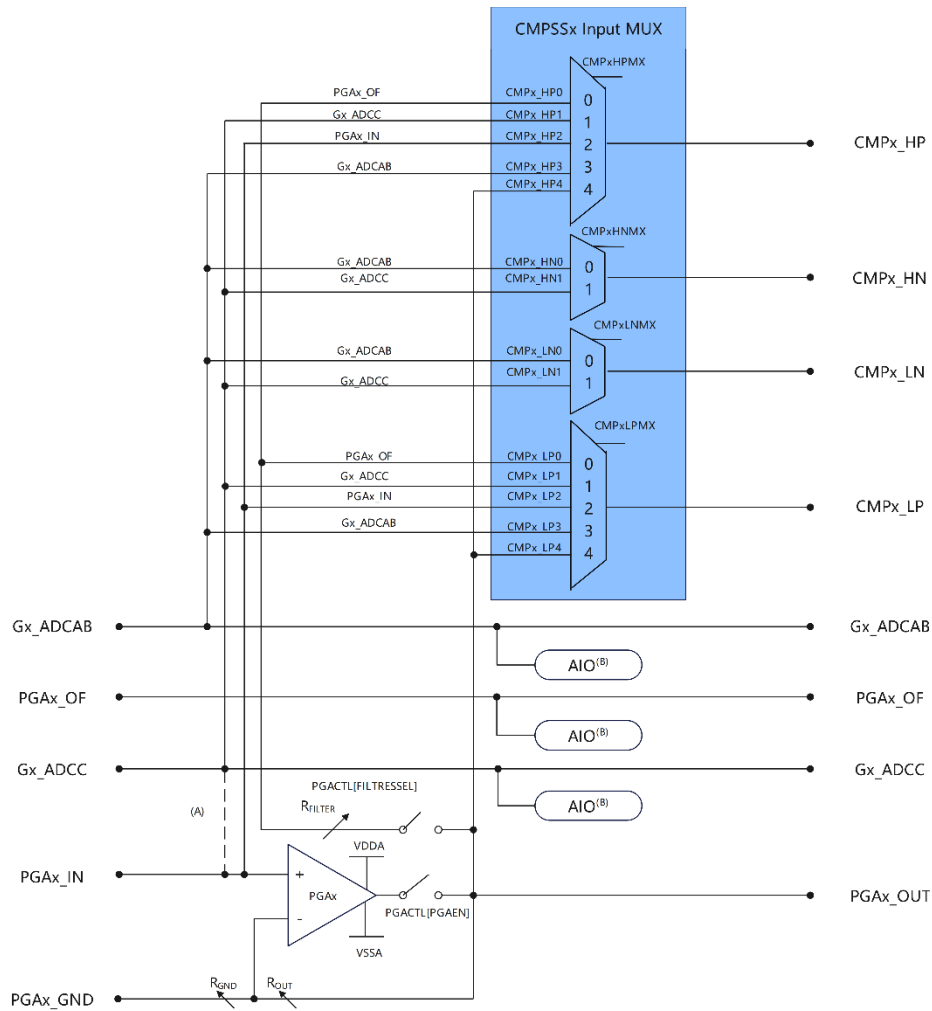 CMPSSx Input MUX
CMPxHPMX
PGAx_OF
CMPx_HP0
0
Gx_ADCC
CMPx_HP1
1
PGAx_IN
CMPx_HP2
2
CMPx_HP
Gx_ADCAB
CMPx_HP3
3
CMPx_HP4
4
CMPxHNMX
Gx_ADCAB
CMPx_HN0
0
Gx_ADCC
CMPx_HN1
1
CMPx_HN
CMPxLNMX
Gx_ADCAB
CMPx_LN0
0
Gx_ADCC
CMPx_LN1
1
CMPx_LN
CMPxLPMX
PGAx_OF
CMPx_LP0
0
Gx_ADCC
CMPx_LP1
1
PGAx_IN
CMPx_LP2
2
CMPx_LP
Gx_ADCAB
CMPx_LP3
3
CMPx_LP4
4
Gx_ADCAB
Gx_ADCAB
AIO(B)
PGAx_OF
PGAx_OF
AIO(B)
Gx_ADCC
Gx_ADCC
PGACTL[FILTRESSEL]
AIO(B)
(A)
RFILTER
VDDA
PGAx_IN
+
PGAx
PGAx_OUT
-
PGACTL[PGAEN]
VSSA
RGND
ROUT
PGAx_GND